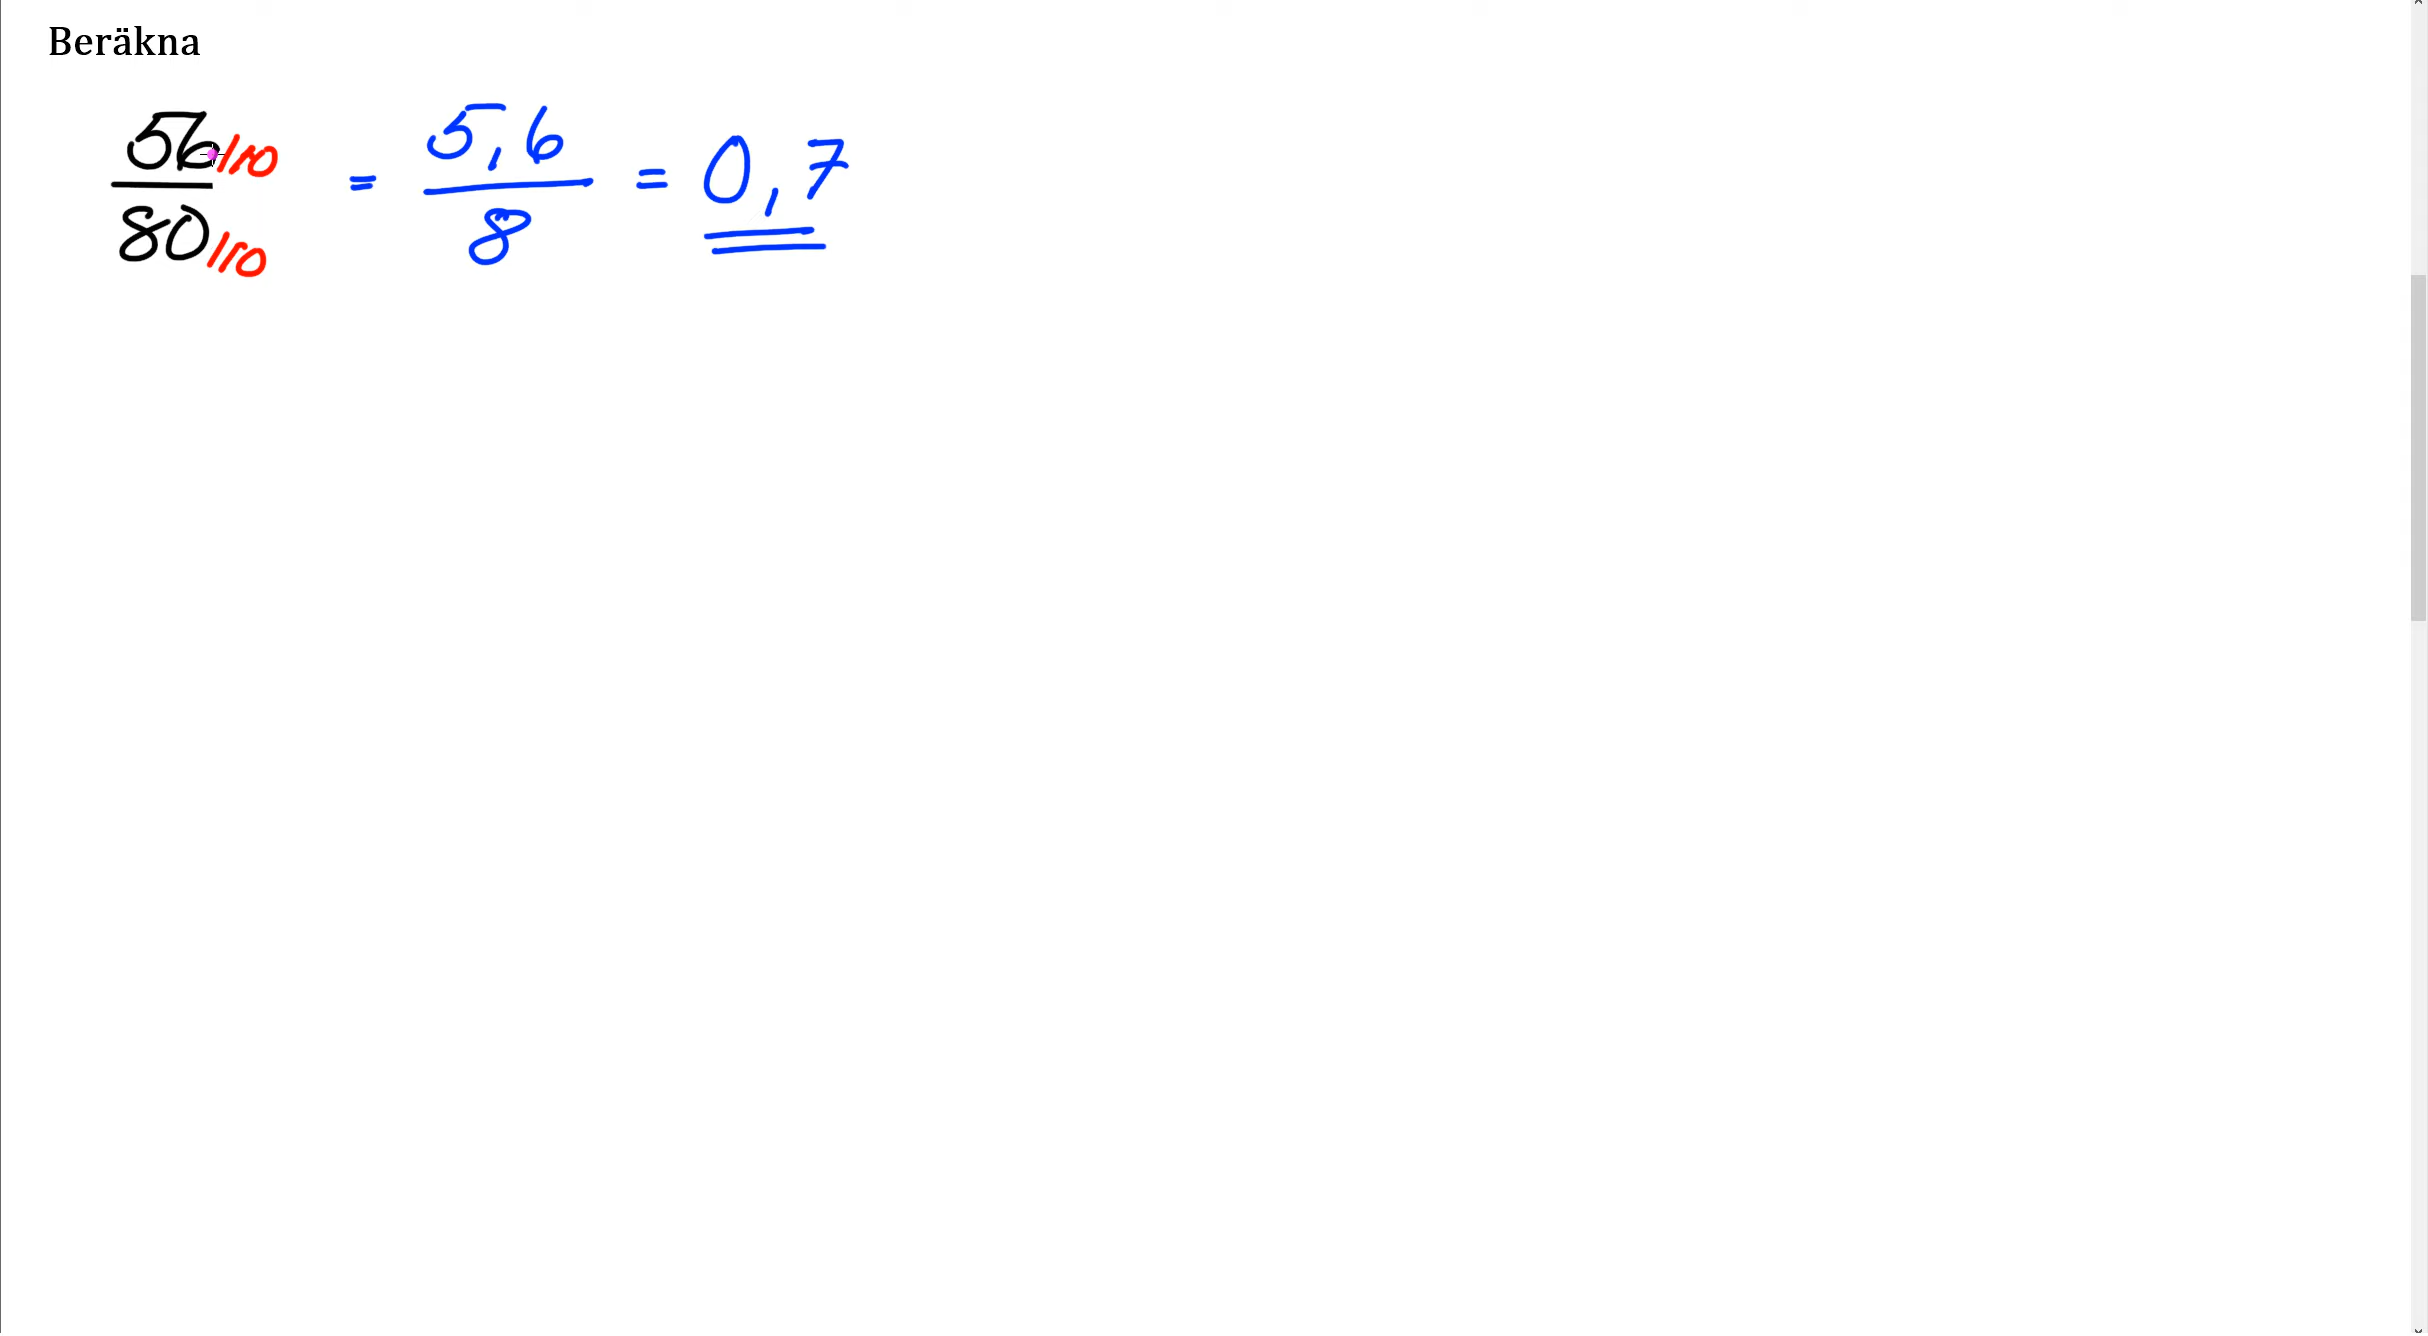 Beräkna
56/10 / 80/10 = 5,6 / 8 = 0,7